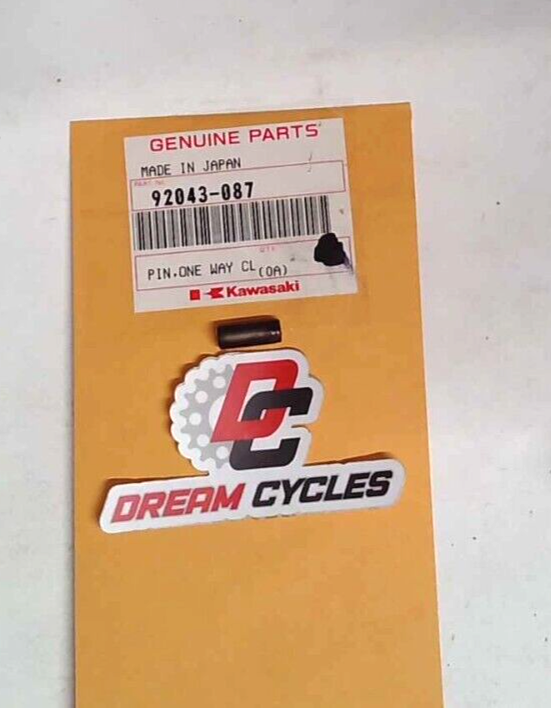 GENUINE PARTS
MADE IN JAPAN
PART NO.
92043-087
QTY.
PIN,ONE WAY CL(OA)
Kawasaki
DC
DREAM CYCLES